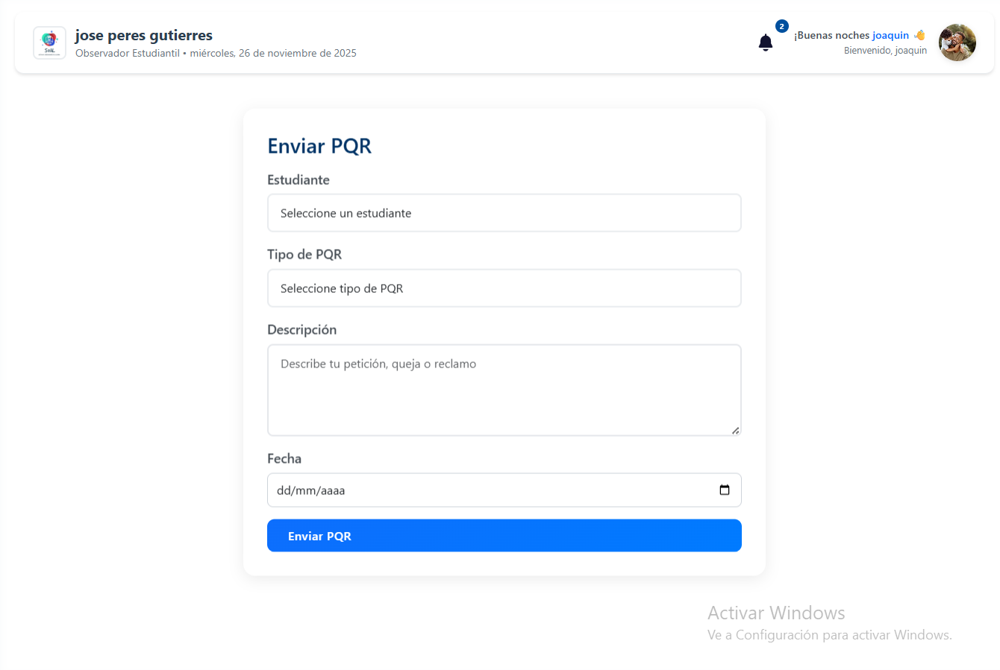 jose peres gutierres
Observador Estudiantil • miércoles, 26 de noviembre de 2025
2
¡Buenas noches joaquin 👋
Bienvenido, joaquin
SOAL
Enviar PQR
Estudiante
Seleccione un estudiante
Tipo de PQR
Seleccione tipo de PQR
Descripción
Describe tu petición, queja o reclamo
Fecha
dd/mm/aaaa
Enviar PQR
Activar Windows
Ve a Configuración para activar Windows.